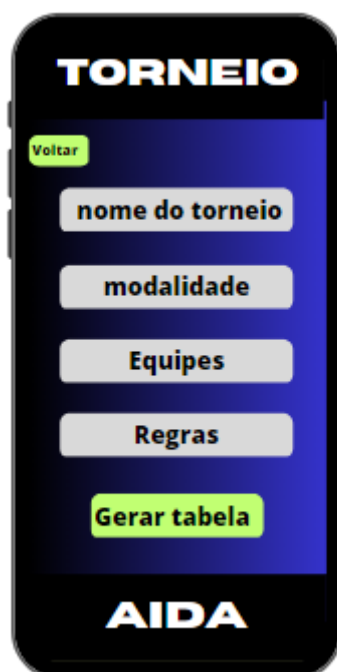 TORNEIO
Voltar
nome do torneio
modalidade
Equipes
Regras
Gerar tabela
AIDA